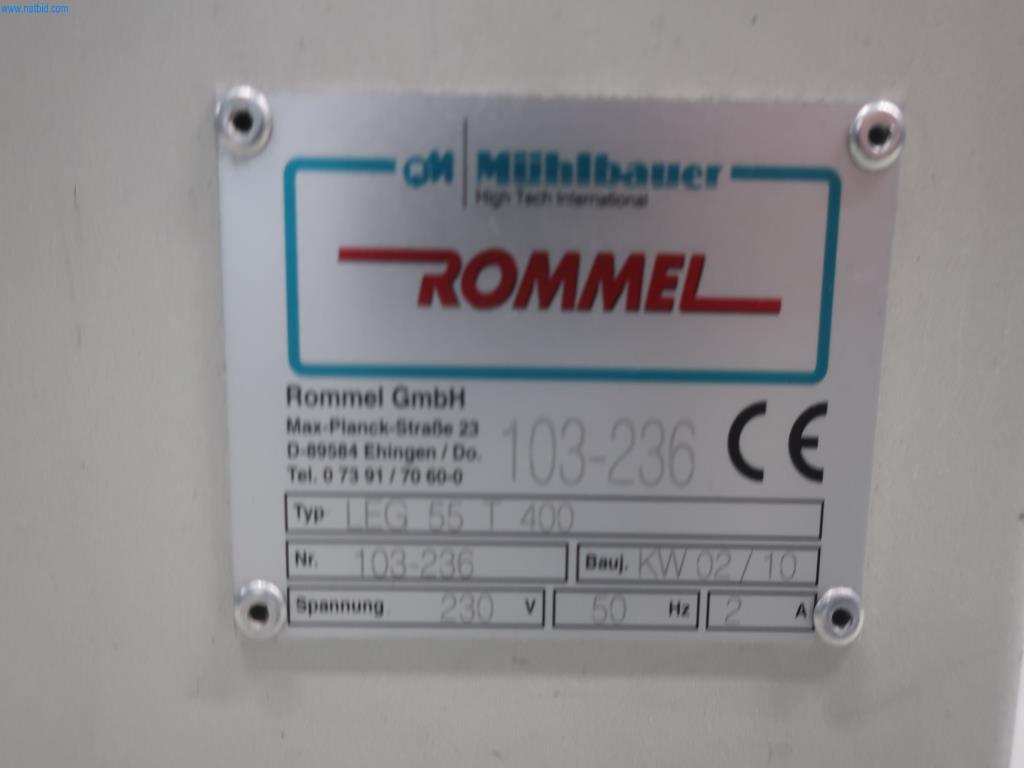 www.netbid.com
Mühlbauer
High Tech International
ROMMEL
Rommel GmbH
Max-Planck-Straße 23
D-89584 Ehingen / Do.
Tel. 0 73 91 / 70 60-0
103-236
CE
Typ LEG 55 T 400
Nr. 103-236 Bauj. KW 02 / 10
Spannung 230 V 50 Hz 2 A